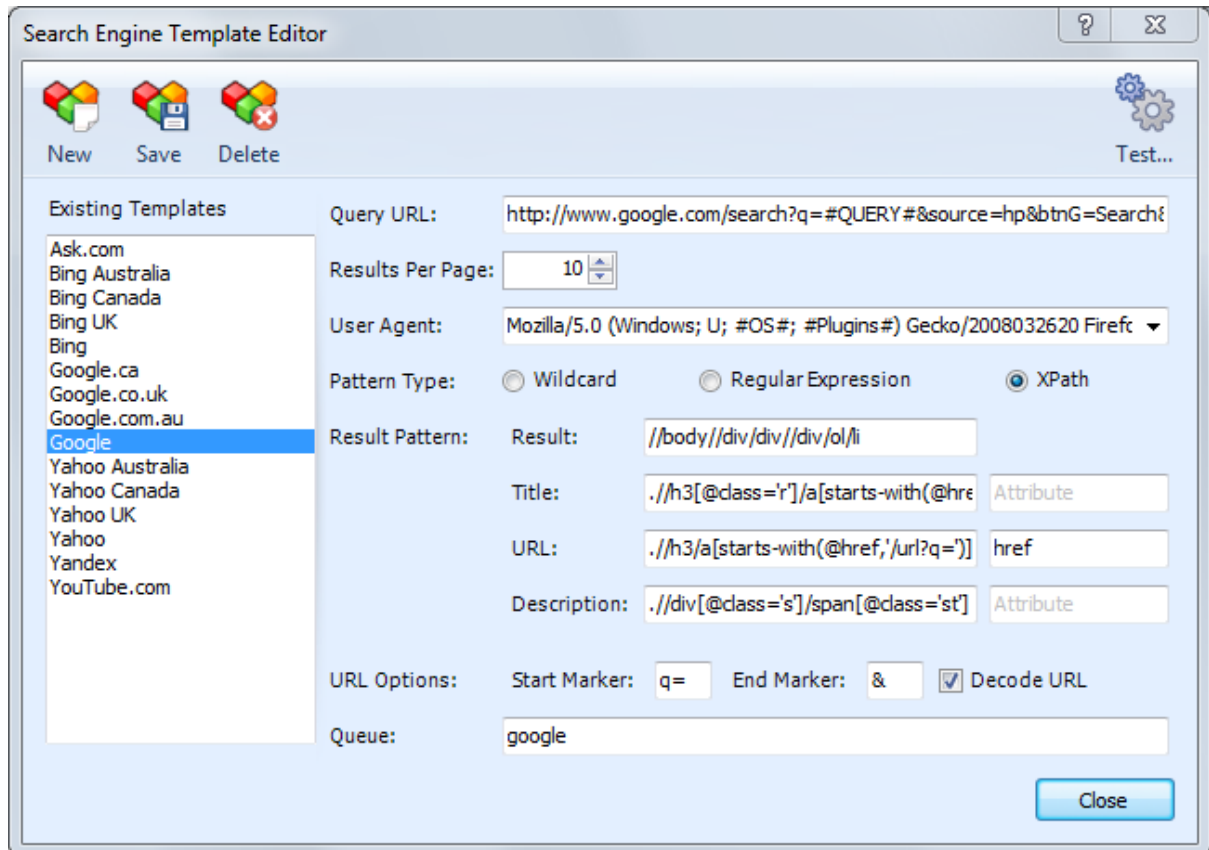 Search Engine Template Editor
New Save Delete Test...
Existing Templates
Ask.com
Bing Australia
Bing Canada
Bing UK
Bing
Google.ca
Google.co.uk
Google.com.au
Google
Yahoo Australia
Yahoo Canada
Yahoo UK
Yahoo
Yandex
YouTube.com
Query URL: http://www.google.com/search?q=#QUERY#&source=hp&btnG=Search&
Results Per Page: 10
User Agent: Mozilla/5.0 (Windows; U; #OS#; #Plugins#) Gecko/2008032620 Firefo
Pattern Type: Wildcard Regular Expression XPath
Result Pattern: Result: //body//div/div//div/ol/li
Title: .//h3[@class='r']/a[starts-with(@hre Attribute
URL: .//h3/a[starts-with(@href,'/url?q=')] href
Description: .//div[@class='s']/span[@class='st'] Attribute
URL Options: Start Marker: q= End Marker: & Decode URL
Queue: google
Close